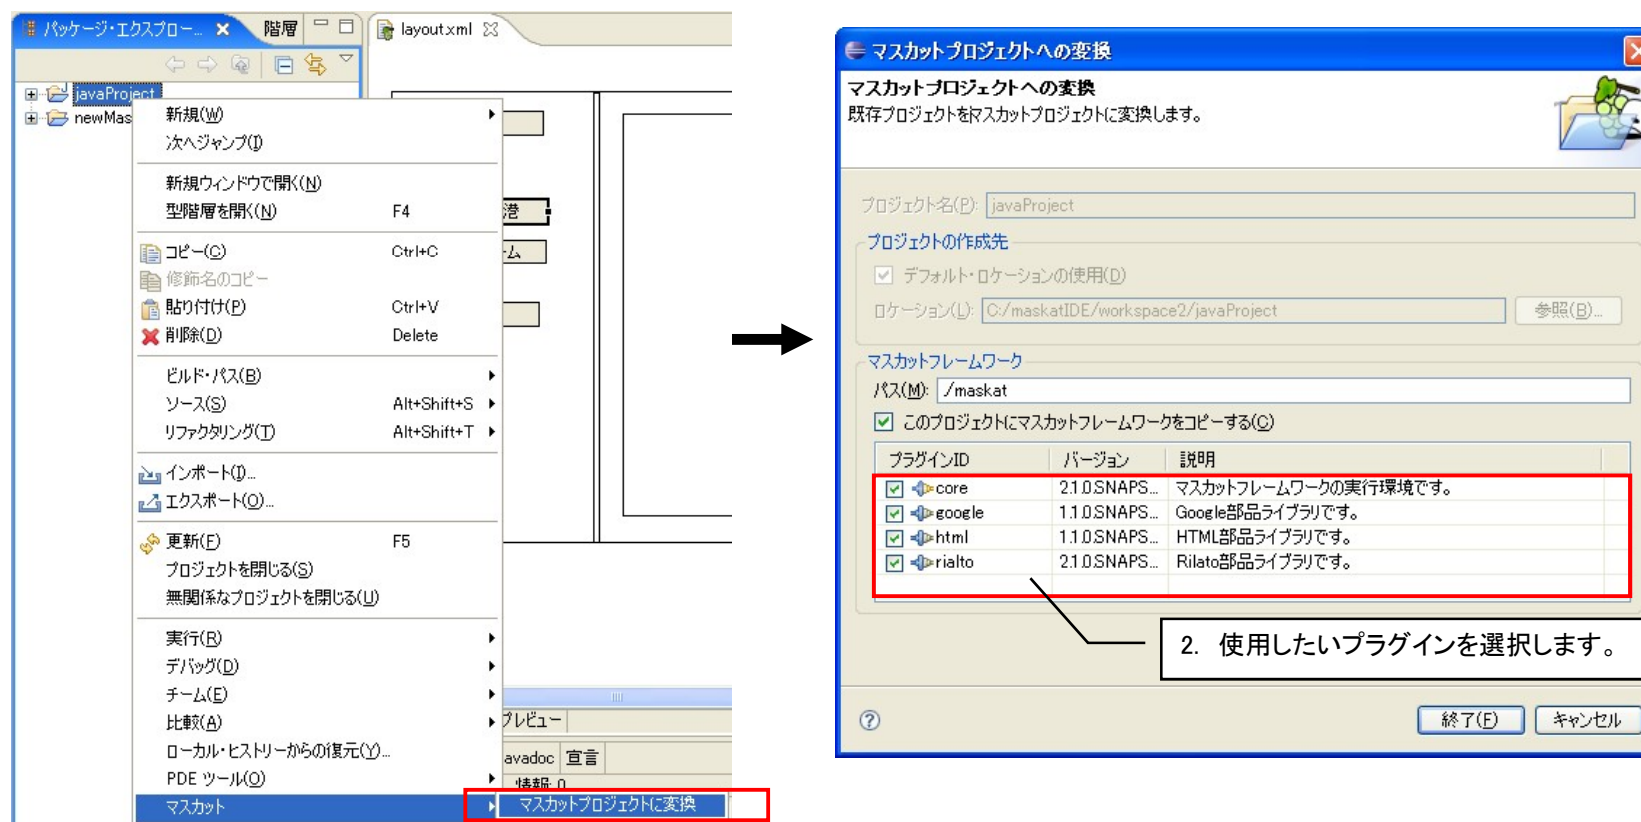 パッケージ・エクスプロー...
階層
layout.xml
javaProject
newMas
新規(W)
次へジャンプ(I)
新規ウィンドウで開く(N)
型階層を開く(N) F4
コピー(C) Ctrl+C
修飾名のコピー
貼り付け(P) Ctrl+V
削除(D) Delete
ビルド・パス(B)
ソース(S) Alt+Shift+S
リファクタリング(T) Alt+Shift+T
インポート(I)...
エクスポート(O)...
更新(F) F5
プロジェクトを閉じる(S)
無関係なプロジェクトを閉じる(U)
実行(R)
デバッグ(D)
チーム(E)
比較(A)
ローカル・ヒストリーからの復元(Y)...
PDE ツール(O)
マスカット
マスカットプロジェクトに変換
港
ム
プレビュー
avadoc 宣言
情報: 0
マスカットプロジェクトへの変換
マスカットプロジェクトへの変換
既存プロジェクトをマスカットプロジェクトに変換します。
プロジェクト名(P): javaProject
プロジェクトの作成先
デフォルト・ロケーションの使用(D)
ロケーション(L): C:/maskatIDE/workspace2/javaProject 参照(B)...
マスカットフレームワーク
パス(M): /maskat
このプロジェクトにマスカットフレームワークをコピーする(C)
プラグインID バージョン 説明
core 2.1.0.SNAPS... マスカットフレームワークの実行環境です。
google 1.1.0.SNAPS... Google部品ライブラリです。
html 1.1.0.SNAPS... HTML部品ライブラリです。
rialto 2.1.0.SNAPS... Rilato部品ライブラリです。
2. 使用したいプラグインを選択します。
終了(F) キャンセル